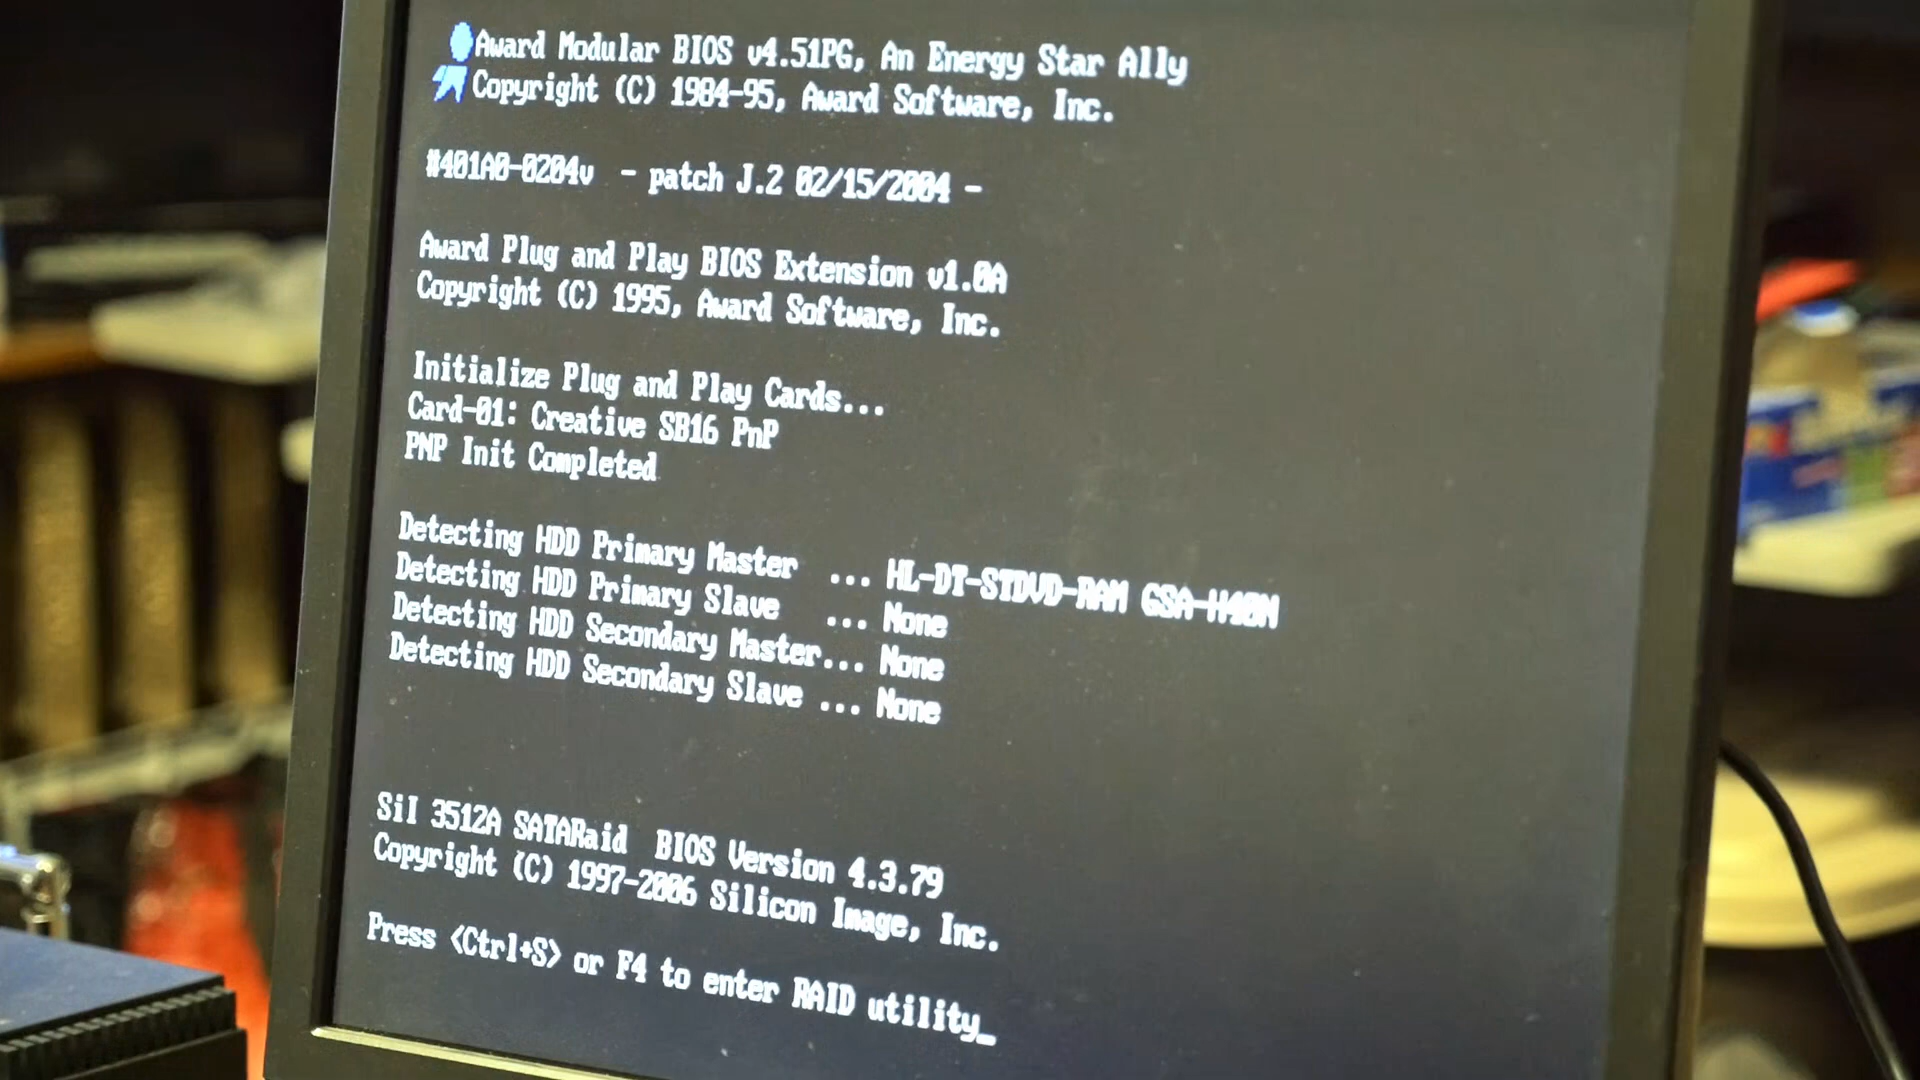 Award Modular BIOS v4.51PG, An Energy Star Ally
Copyright (C) 1984-95, Award Software, Inc.
#401A0-0204v - patch J.2 02/15/2004 -
Award Plug and Play BIOS Extension v1.0A
Copyright (C) 1995, Award Software, Inc.
Initialize Plug and Play Cards...
Card-01: Creative SB16 PnP
PNP Init Completed
Detecting HDD Primary Master ... HL-DT-STDVD-RAM GSA-H40N
Detecting HDD Primary Slave ... None
Detecting HDD Secondary Master... None
Detecting HDD Secondary Slave ... None
SiI 3512A SATARaid BIOS Version 4.3.79
Copyright (C) 1997-2006 Silicon Image, Inc.
Press <Ctrl+S> or F4 to enter RAID utility_